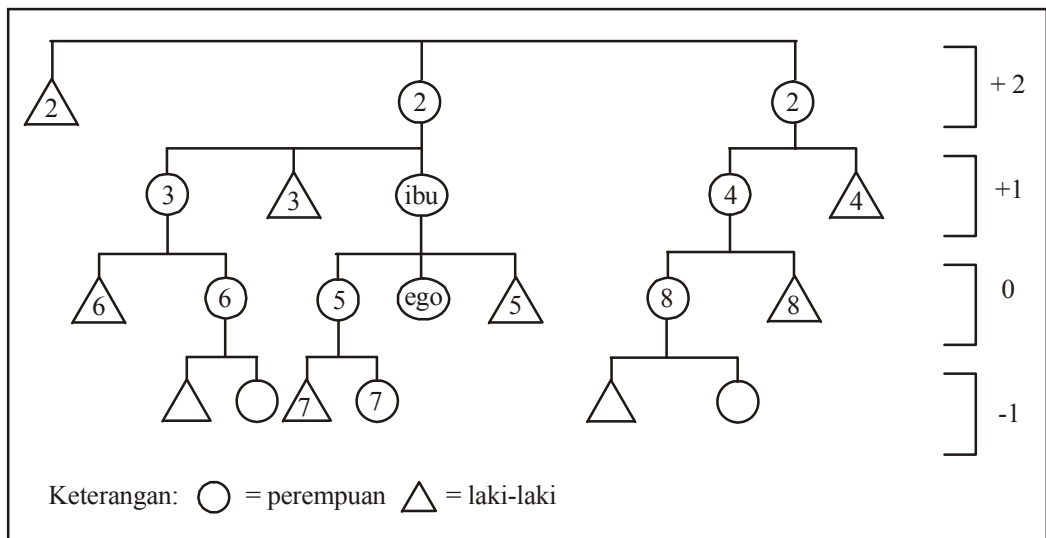 2 2 2 + 2
3 3 ibu 4 4 +1
6 6 5 ego 5 8 8 0
7 7 -1
Keterangan: = perempuan = laki-laki